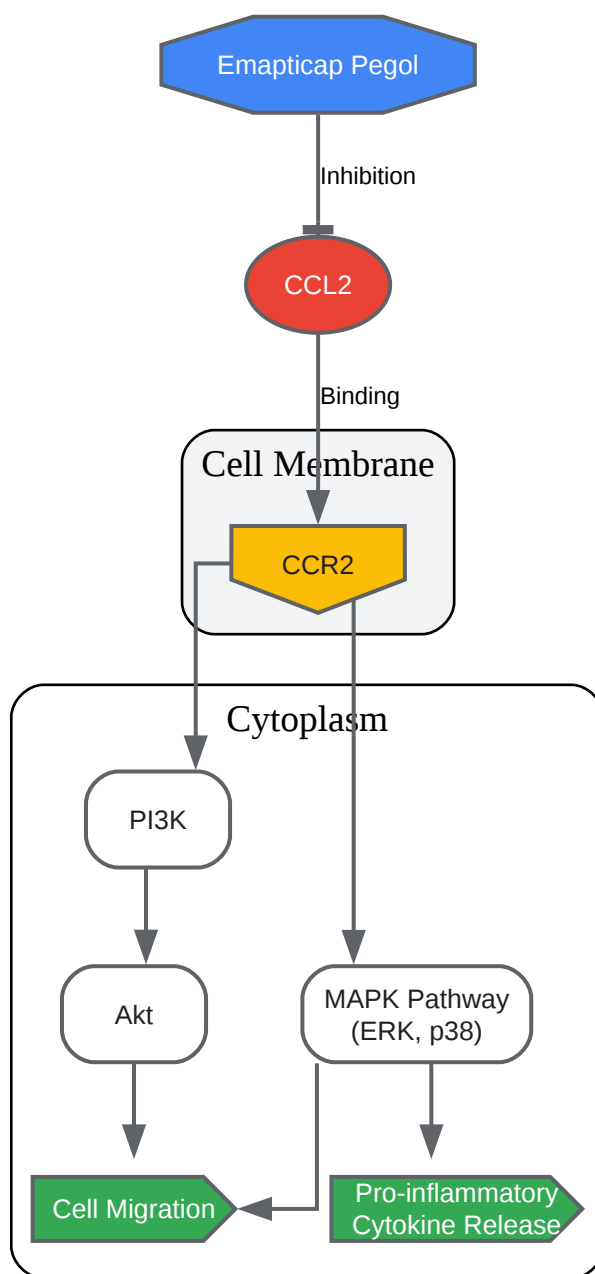 Emapticap Pegol
Inhibition
CCL2
Binding
Cell Membrane
CCR2
Cytoplasm
PI3K
Akt
MAPK Pathway
(ERK, p38)
Cell Migration
Pro-inflammatory
Cytokine Release